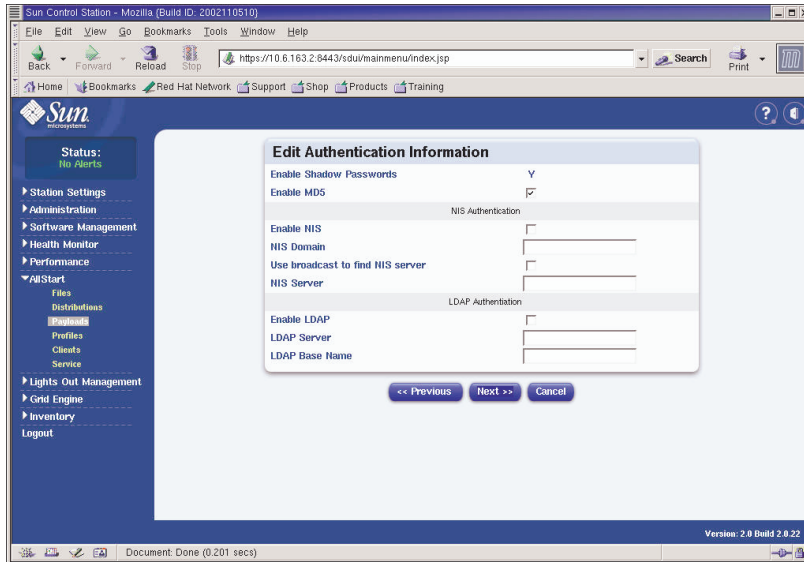 Sun Control Station - Mozilla {Build ID: 2002110510}
File Edit View Go Bookmarks Tools Window Help
Back Forward Reload Stop https://10.6.163.2:8443/sdui/mainmenu/index.jsp Search Print
Home Bookmarks Red Hat Network Support Shop Products Training
Sun
microsystems
Status:
No Alerts
Station Settings
Administration
Software Management
Health Monitor
Performance
AllStart
Files
Distributions
Payloads
Profiles
Clients
Service
Lights Out Management
Grid Engine
Inventory
Logout
Edit Authentication Information
Enable Shadow Passwords Y
Enable MD5
NIS Authentication
Enable NIS
NIS Domain
Use broadcast to find NIS server
NIS Server
LDAP Authentiation
Enable LDAP
LDAP Server
LDAP Base Name
<< Previous Next >> Cancel
Version: 2.0 Build 2.0.22
Document: Done (0.201 secs)